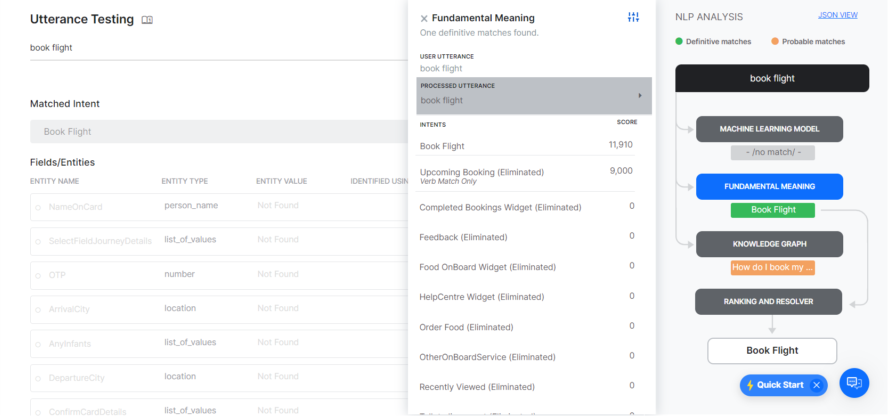 Utterance Testing
book flight
Matched Intent
Book Flight
Fields/Entities
ENTITY NAME ENTITY TYPE ENTITY VALUE IDENTIFIED USIN
NameOnCard person_name Not Found
SelectFieldJourneyDetails list_of_values Not Found
OTP number Not Found
ArrivalCity location Not Found
AnyInfants list_of_values Not Found
DepartureCity location Not Found
ConfirmCardDetails list_of_values Not Found
Fundamental Meaning
One definitive matches found.
USER UTTERANCE
book flight
PROCESSED UTTERANCE
book flight
INTENTS SCORE
Book Flight 11,910
Upcoming Booking (Eliminated) 9,000
Verb Match Only
Completed Bookings Widget (Eliminated) 0
Feedback (Eliminated) 0
Food OnBoard Widget (Eliminated) 0
HelpCentre Widget (Eliminated) 0
Order Food (Eliminated) 0
OtherOnBoardService (Eliminated) 0
Recently Viewed (Eliminated) 0
NLP ANALYSIS JSON VIEW
Definitive matches Probable matches
book flight
MACHINE LEARNING MODEL
- /no match/ -
FUNDAMENTAL MEANING
Book Flight
KNOWLEDGE GRAPH
How do I book my ...
RANKING AND RESOLVER
Book Flight
Quick Start